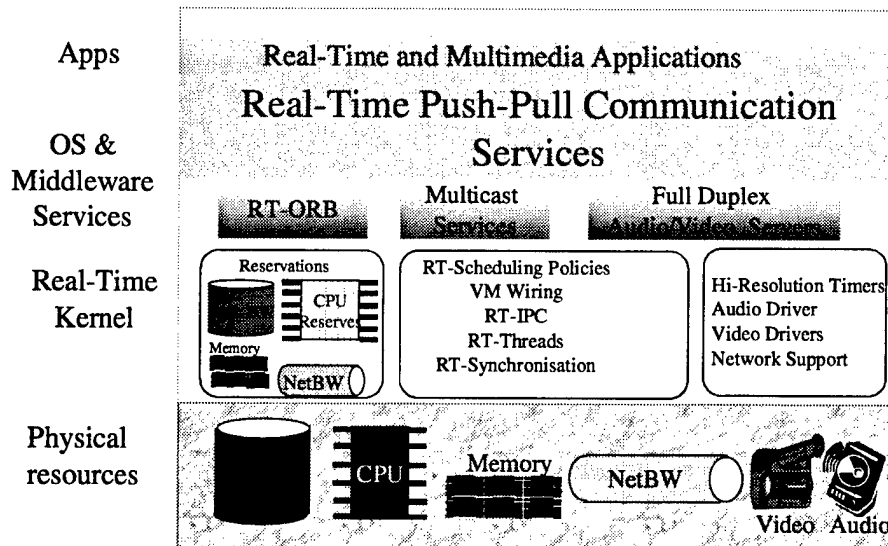 Apps
Real-Time and Multimedia Applications
Real-Time Push-Pull Communication
Services
OS &
Middleware
Services
RT-ORB
Multicast
Services
Full Duplex
Audio/Video Servers
Real-Time
Kernel
Reservations
CPU
Reserves
Memory
NetBW
RT-Scheduling Policies
VM Wiring
RT-IPC
RT-Threads
RT-Synchronisation
Hi-Resolution Timers
Audio Driver
Video Drivers
Network Support
Physical
resources
CPU
Memory
NetBW
Video Audio